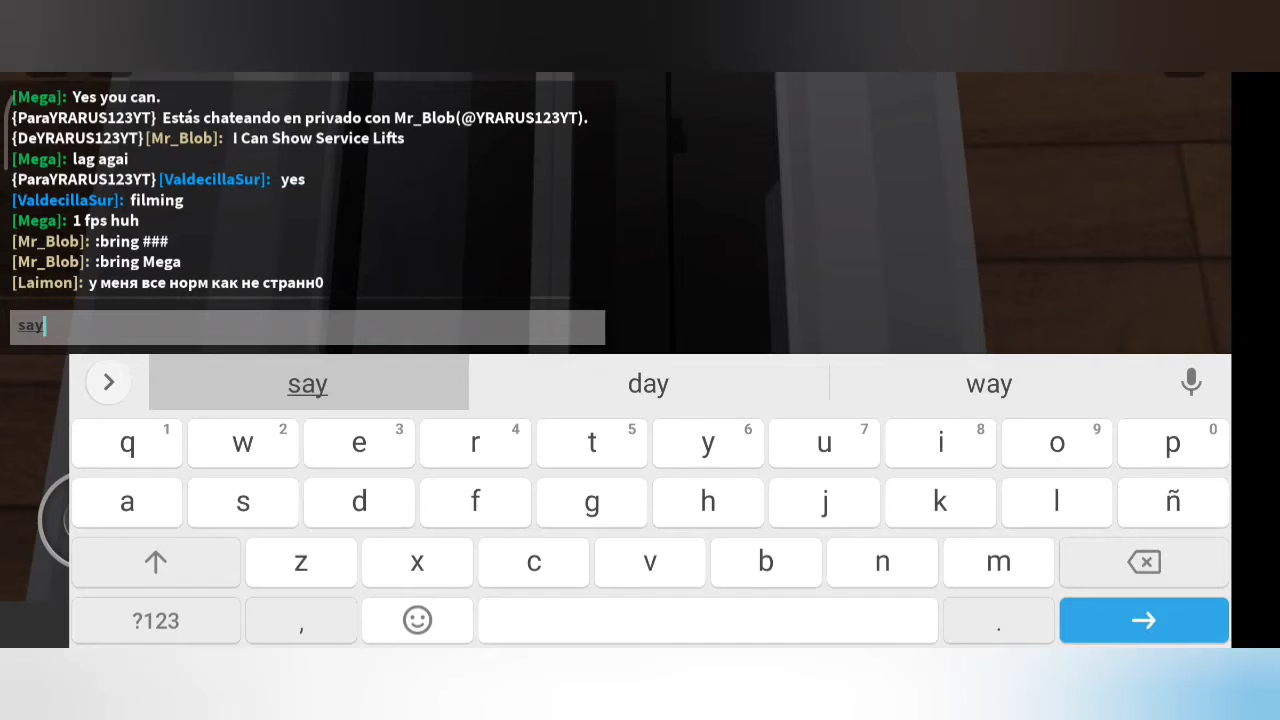 [Mega]: Yes you can.
{ParaYRARUS123YT} Estás chateando en privado con Mr_Blob(@YRARUS123YT).
{DeYRARUS123YT}[Mr_Blob]: I Can Show Service Lifts
[Mega]: lag agai
{ParaYRARUS123YT}[ValdecillaSur]: yes
[ValdecillaSur]: filming
[Mega]: 1 fps huh
[Mr_Blob]: :bring ###
[Mr_Blob]: :bring Mega
[Laimon]: у меня все норм как не странн0
say
say day way
q 1 w 2 e 3 r 4 t 5 y 6 u 7 i 8 o 9 p 0
a s d f g h j k l ñ
z x c v b n m
?123 , .